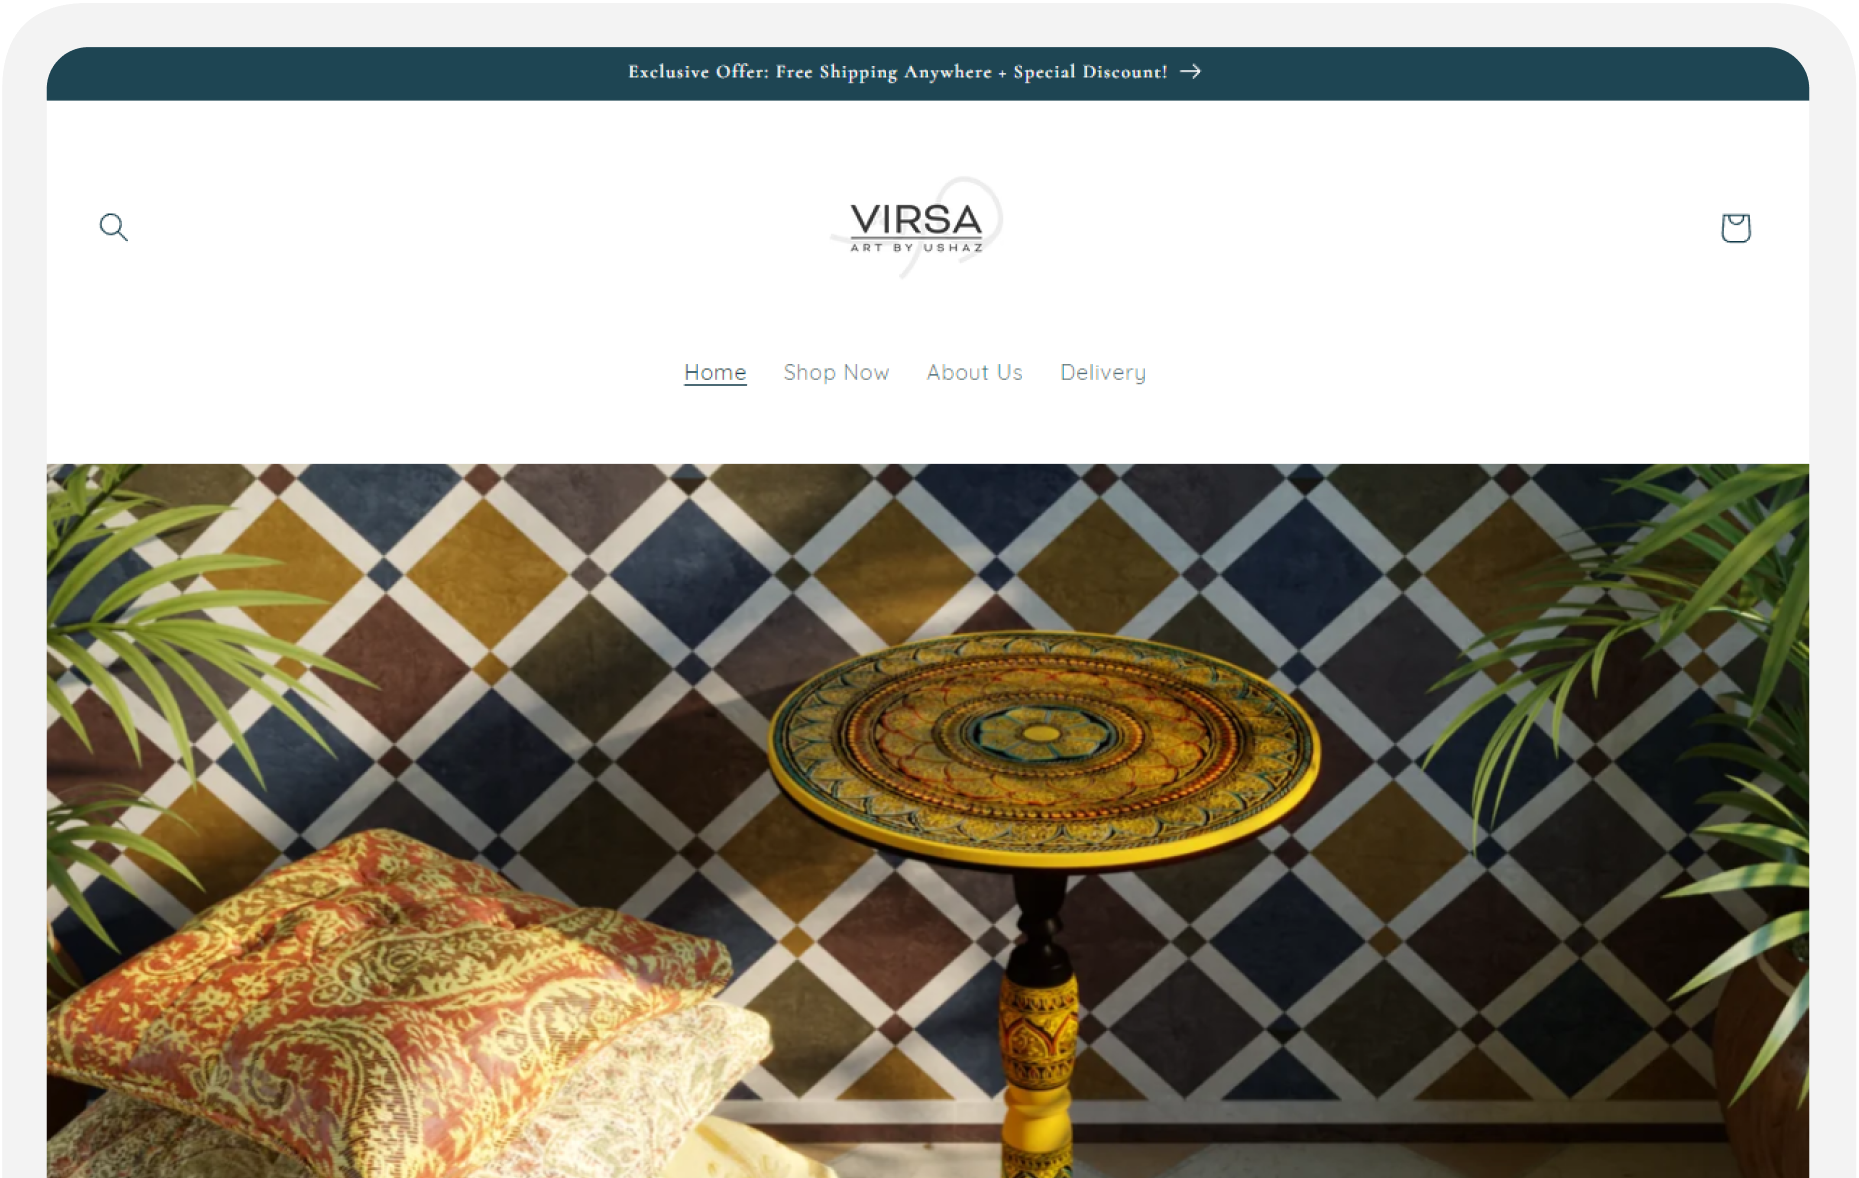 Exclusive Offer: Free Shipping Anywhere + Special Discount! →
VIRSA
ART BY USHAZ
Home Shop Now About Us Delivery